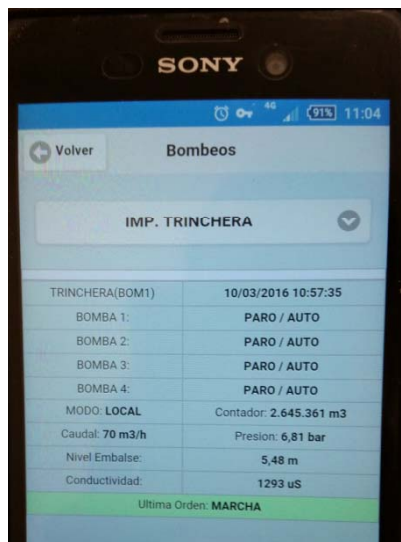 SONY
4G 91% 11:04
Volver Bombeos
IMP. TRINCHERA
TRINCHERA(BOM1) 10/03/2016 10:57:35
BOMBA 1: PARO / AUTO
BOMBA 2: PARO / AUTO
BOMBA 3: PARO / AUTO
BOMBA 4: PARO / AUTO
MODO: LOCAL Contador: 2.645.361 m3
Caudal: 70 m3/h Presion: 6,81 bar
Nivel Embalse: 5,48 m
Conductividad: 1293 uS
Ultima Orden: MARCHA